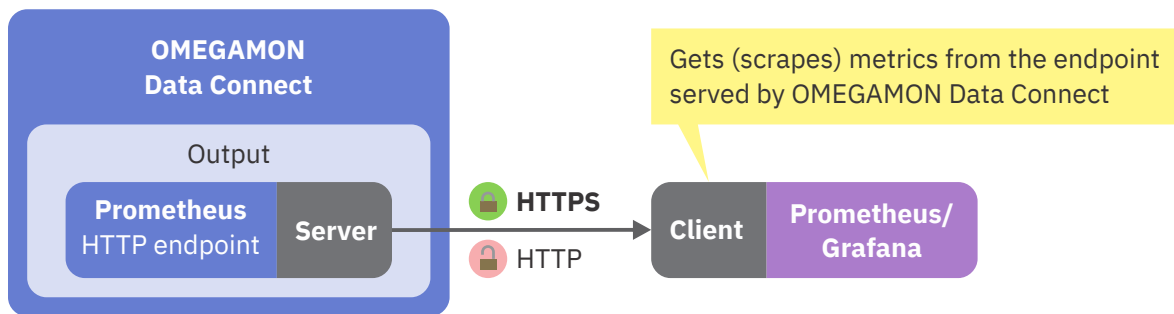 OMEGAMON
Data Connect
Output
Prometheus
HTTP endpoint
Server
HTTPS
HTTP
Gets (scrapes) metrics from the endpoint
served by OMEGAMON Data Connect
Client
Prometheus/
Grafana